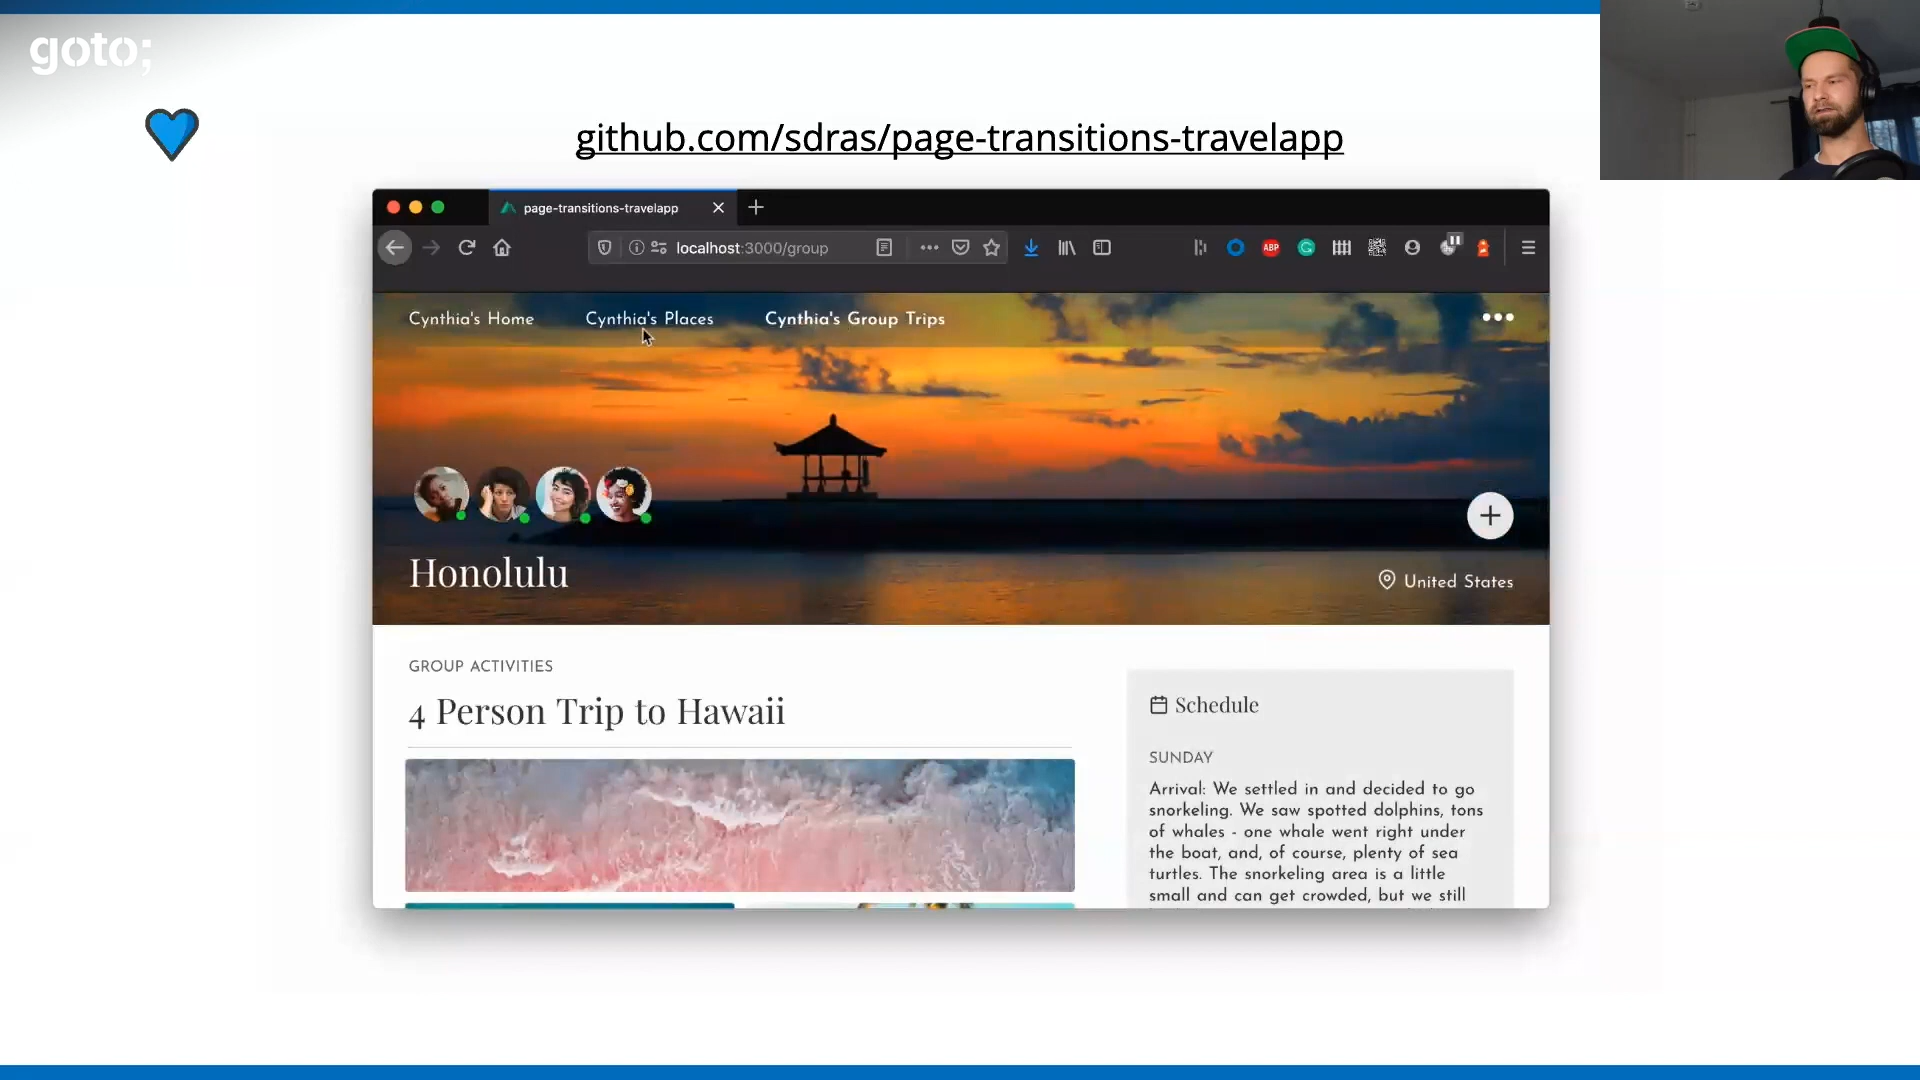 goto;
github.com/sdras/page-transitions-travelapp
page-transitions-travelapp
localhost:3000/group
ABP
Cynthia's Home
Cynthia's Places
Cynthia's Group Trips
Honolulu
United States
GROUP ACTIVITIES
4 Person Trip to Hawaii
Schedule
SUNDAY
Arrival: We settled in and decided to go
snorkeling. We saw spotted dolphins, tons
of whales - one whale went right under
the boat, and, of course, plenty of sea
turtles. The snorkeling area is a little
small and can get crowded, but we still